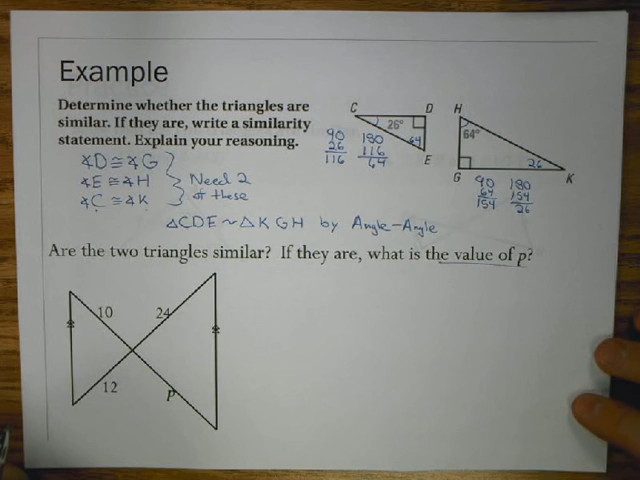 Example
Determine whether the triangles are
similar. If they are, write a similarity
statement. Explain your reasoning.
∡D ≅ ∡G
∡E ≅ ∡H
∡C ≅ ∡K
Need 2
of these
C
D
26°
64
E
90
26
116
180
116
64
H
64°
G
26
K
90
64
154
180
154
26
△CDE ~ △KGH by Angle-Angle
Are the two triangles similar? If they are, what is the value of p?
10
24
12
p